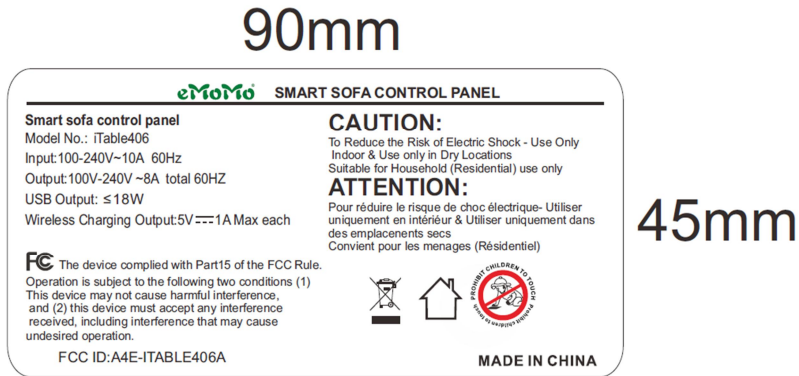 90mm
eMoMo® SMART SOFA CONTROL PANEL
Smart sofa control panel
Model No.: iTable406
Input:100-240V~10A 60Hz
Output:100V-240V ~8A total 60HZ
USB Output: ≤18W
Wireless Charging Output:5V⎓1A Max each
FC The device complied with Part15 of the FCC Rule.
Operation is subject to the following two conditions (1)
This device may not cause harmful interference,
and (2) this device must accept any interference
received, including interference that may cause
undesired operation.
FCC ID:A4E-ITABLE406A
CAUTION:
To Reduce the Risk of Electric Shock - Use Only
Indoor & Use only in Dry Locations
Suitable for Household (Residential) use only
ATTENTION:
Pour réduire le risque de choc électrique- Utiliser
uniquement en intériéur & Utiliser uniquement dans
des emplacenents secs
Convient pour les menages (Résidentiel)
PROHIBIT CHILDREN TO TOUCH
Prohibit children to touch
MADE IN CHINA
45mm